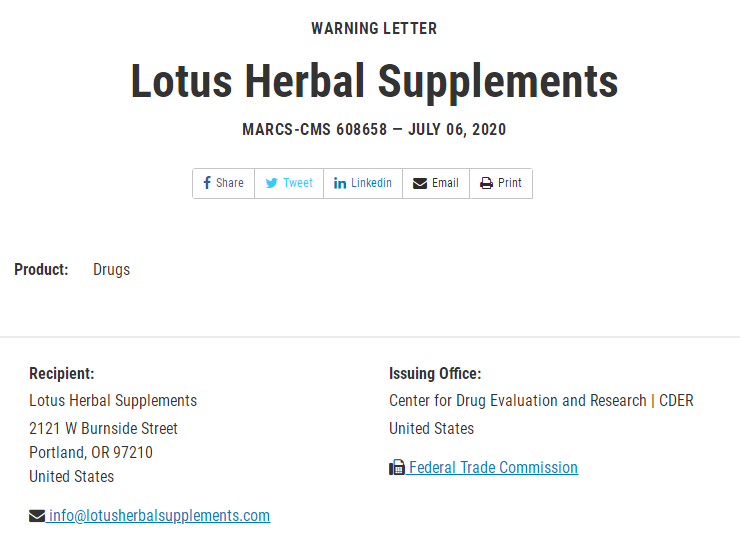 WARNING LETTER
Lotus Herbal Supplements
MARCS-CMS 608658 — JULY 06, 2020
Share Tweet Linkedin Email Print
Product: Drugs
Recipient:
Lotus Herbal Supplements
2121 W Burnside Street
Portland, OR 97210
United States
info@lotusherbalsupplements.com
Issuing Office:
Center for Drug Evaluation and Research | CDER
United States
Federal Trade Commission